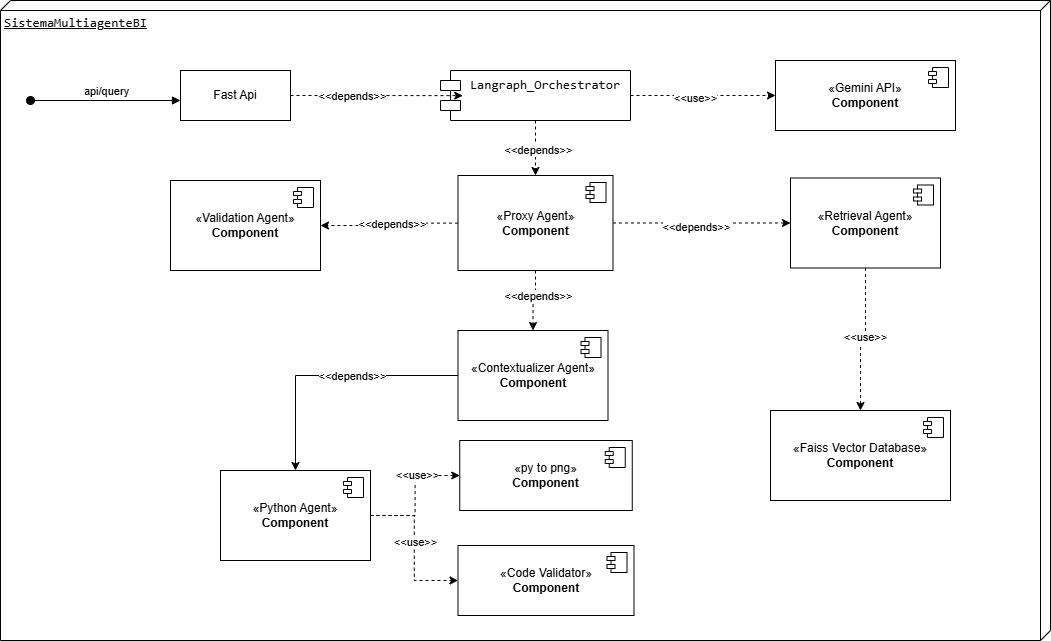 SistemaMultiagenteBI
api/query
Fast Api
<<depends>>
Langraph_Orchestrator
<<use>>
«Gemini API»
Component
<<depends>>
«Validation Agent»
Component
<<depends>>
«Proxy Agent»
Component
<<depends>>
«Retrieval Agent»
Component
<<depends>>
<<use>>
«Contextualizer Agent»
Component
<<depends>>
«Faiss Vector Database»
Component
<<use>>
«py to png»
Component
«Python Agent»
Component
<<use>>
«Code Validator»
Component